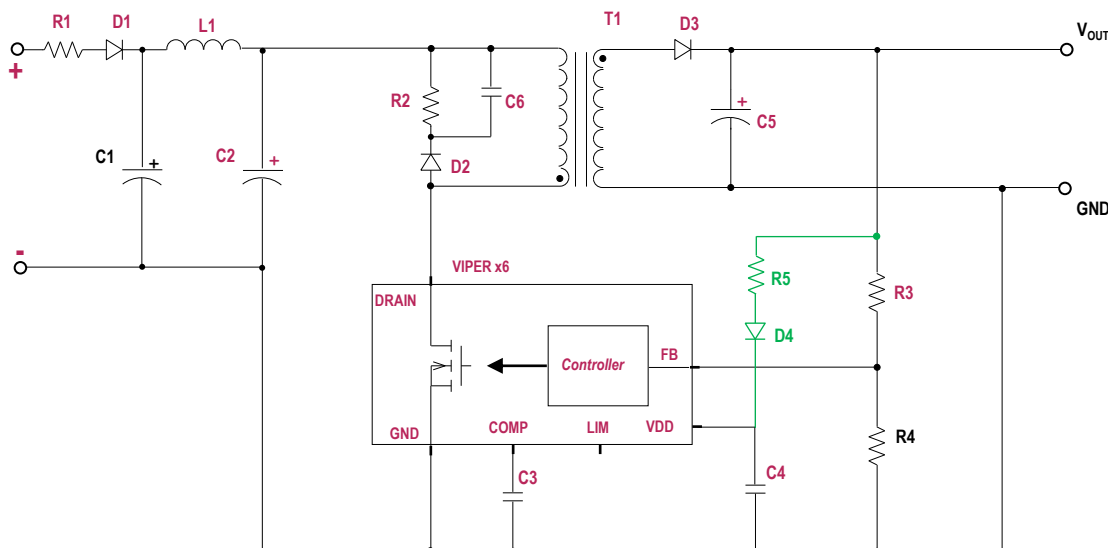 R1
D1
L1
T1
D3
V_OUT
+
R2
C6
+
C5
C1
+
C2
+
D2
GND
-
VIPER x6
R5
R3
DRAIN
D4
Controller
FB
GND
COMP
LIM
VDD
R4
C3
C4